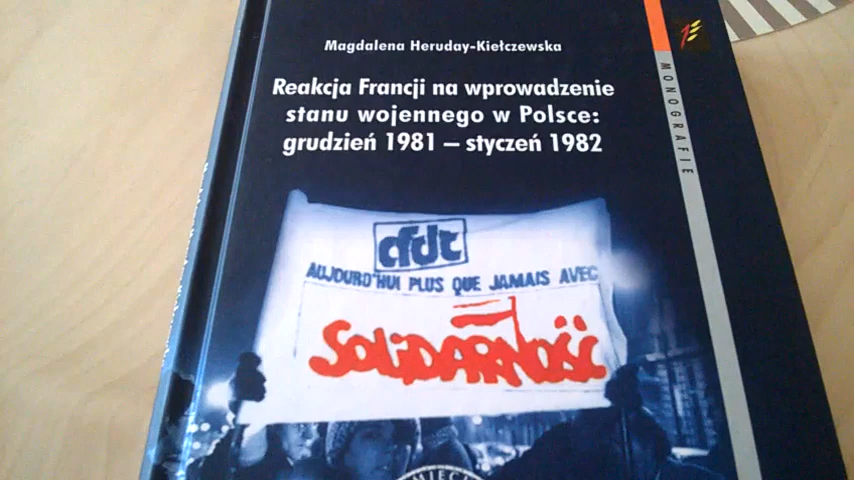 Magdalena Heruday-Kiełczewska
Reakcja Francji na wprowadzenie
stanu wojennego w Polsce:
grudzień 1981 – styczeń 1982
MONOGRAFIE
cfdt
AUJOURD'HUI PLUS QUE JAMAIS AVEC
SOLIDARNOŚĆ